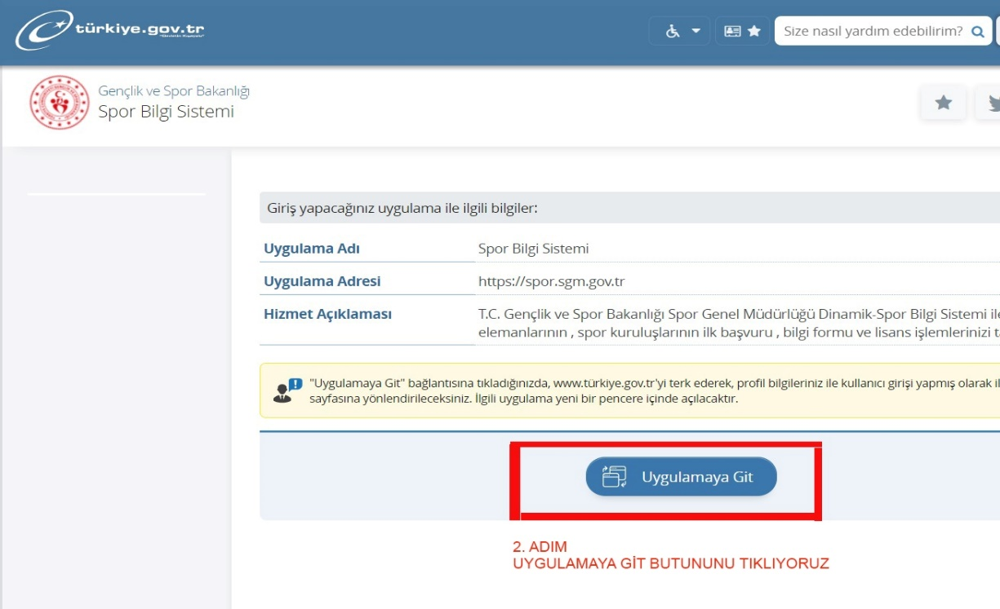 türkiye.gov.tr
Size nasıl yardım edebilirim?
Gençlik ve Spor Bakanlığı
Spor Bilgi Sistemi
Giriş yapacağınız uygulama ile ilgili bilgiler:
Uygulama Adı Spor Bilgi Sistemi
Uygulama Adresi https://spor.sgm.gov.tr
Hizmet Açıklaması T.C. Gençlik ve Spor Bakanlığı Spor Genel Müdürlüğü Dinamik-Spor Bilgi Sistemi ile
elemanlarının , spor kuruluşlarının ilk başvuru , bilgi formu ve lisans işlemlerinizi
"Uygulamaya Git" bağlantısına tıkladığınızda, www.türkiye.gov.tr'yi terk ederek, profil bilgileriniz ile kullanıcı girişi yapmış olarak
sayfasına yönlendirileceksiniz. İlgili uygulama yeni bir pencere içinde açılacaktır.
Uygulamaya Git
2. ADIM
UYGULAMAYA GİT BUTUNUNU TIKLIYORUZ